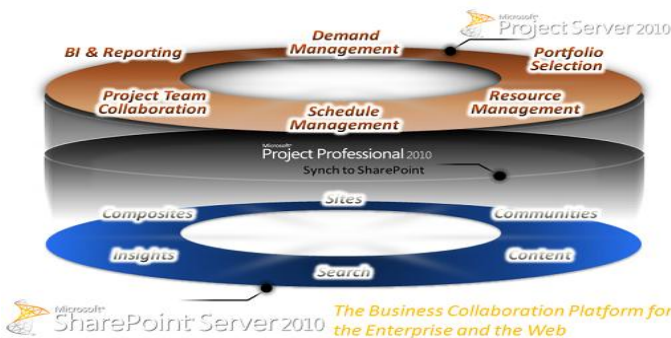 Microsoft®
Project Server 2010
Demand
Management
BI & Reporting
Portfolio
Selection
Project Team
Collaboration
Resource
Management
Schedule
Management
Microsoft®
Project Professional 2010
Synch to SharePoint
Sites
Composites
Communities
Insights
Content
Search
Microsoft®
SharePoint Server 2010
The Business Collaboration Platform for
the Enterprise and the Web